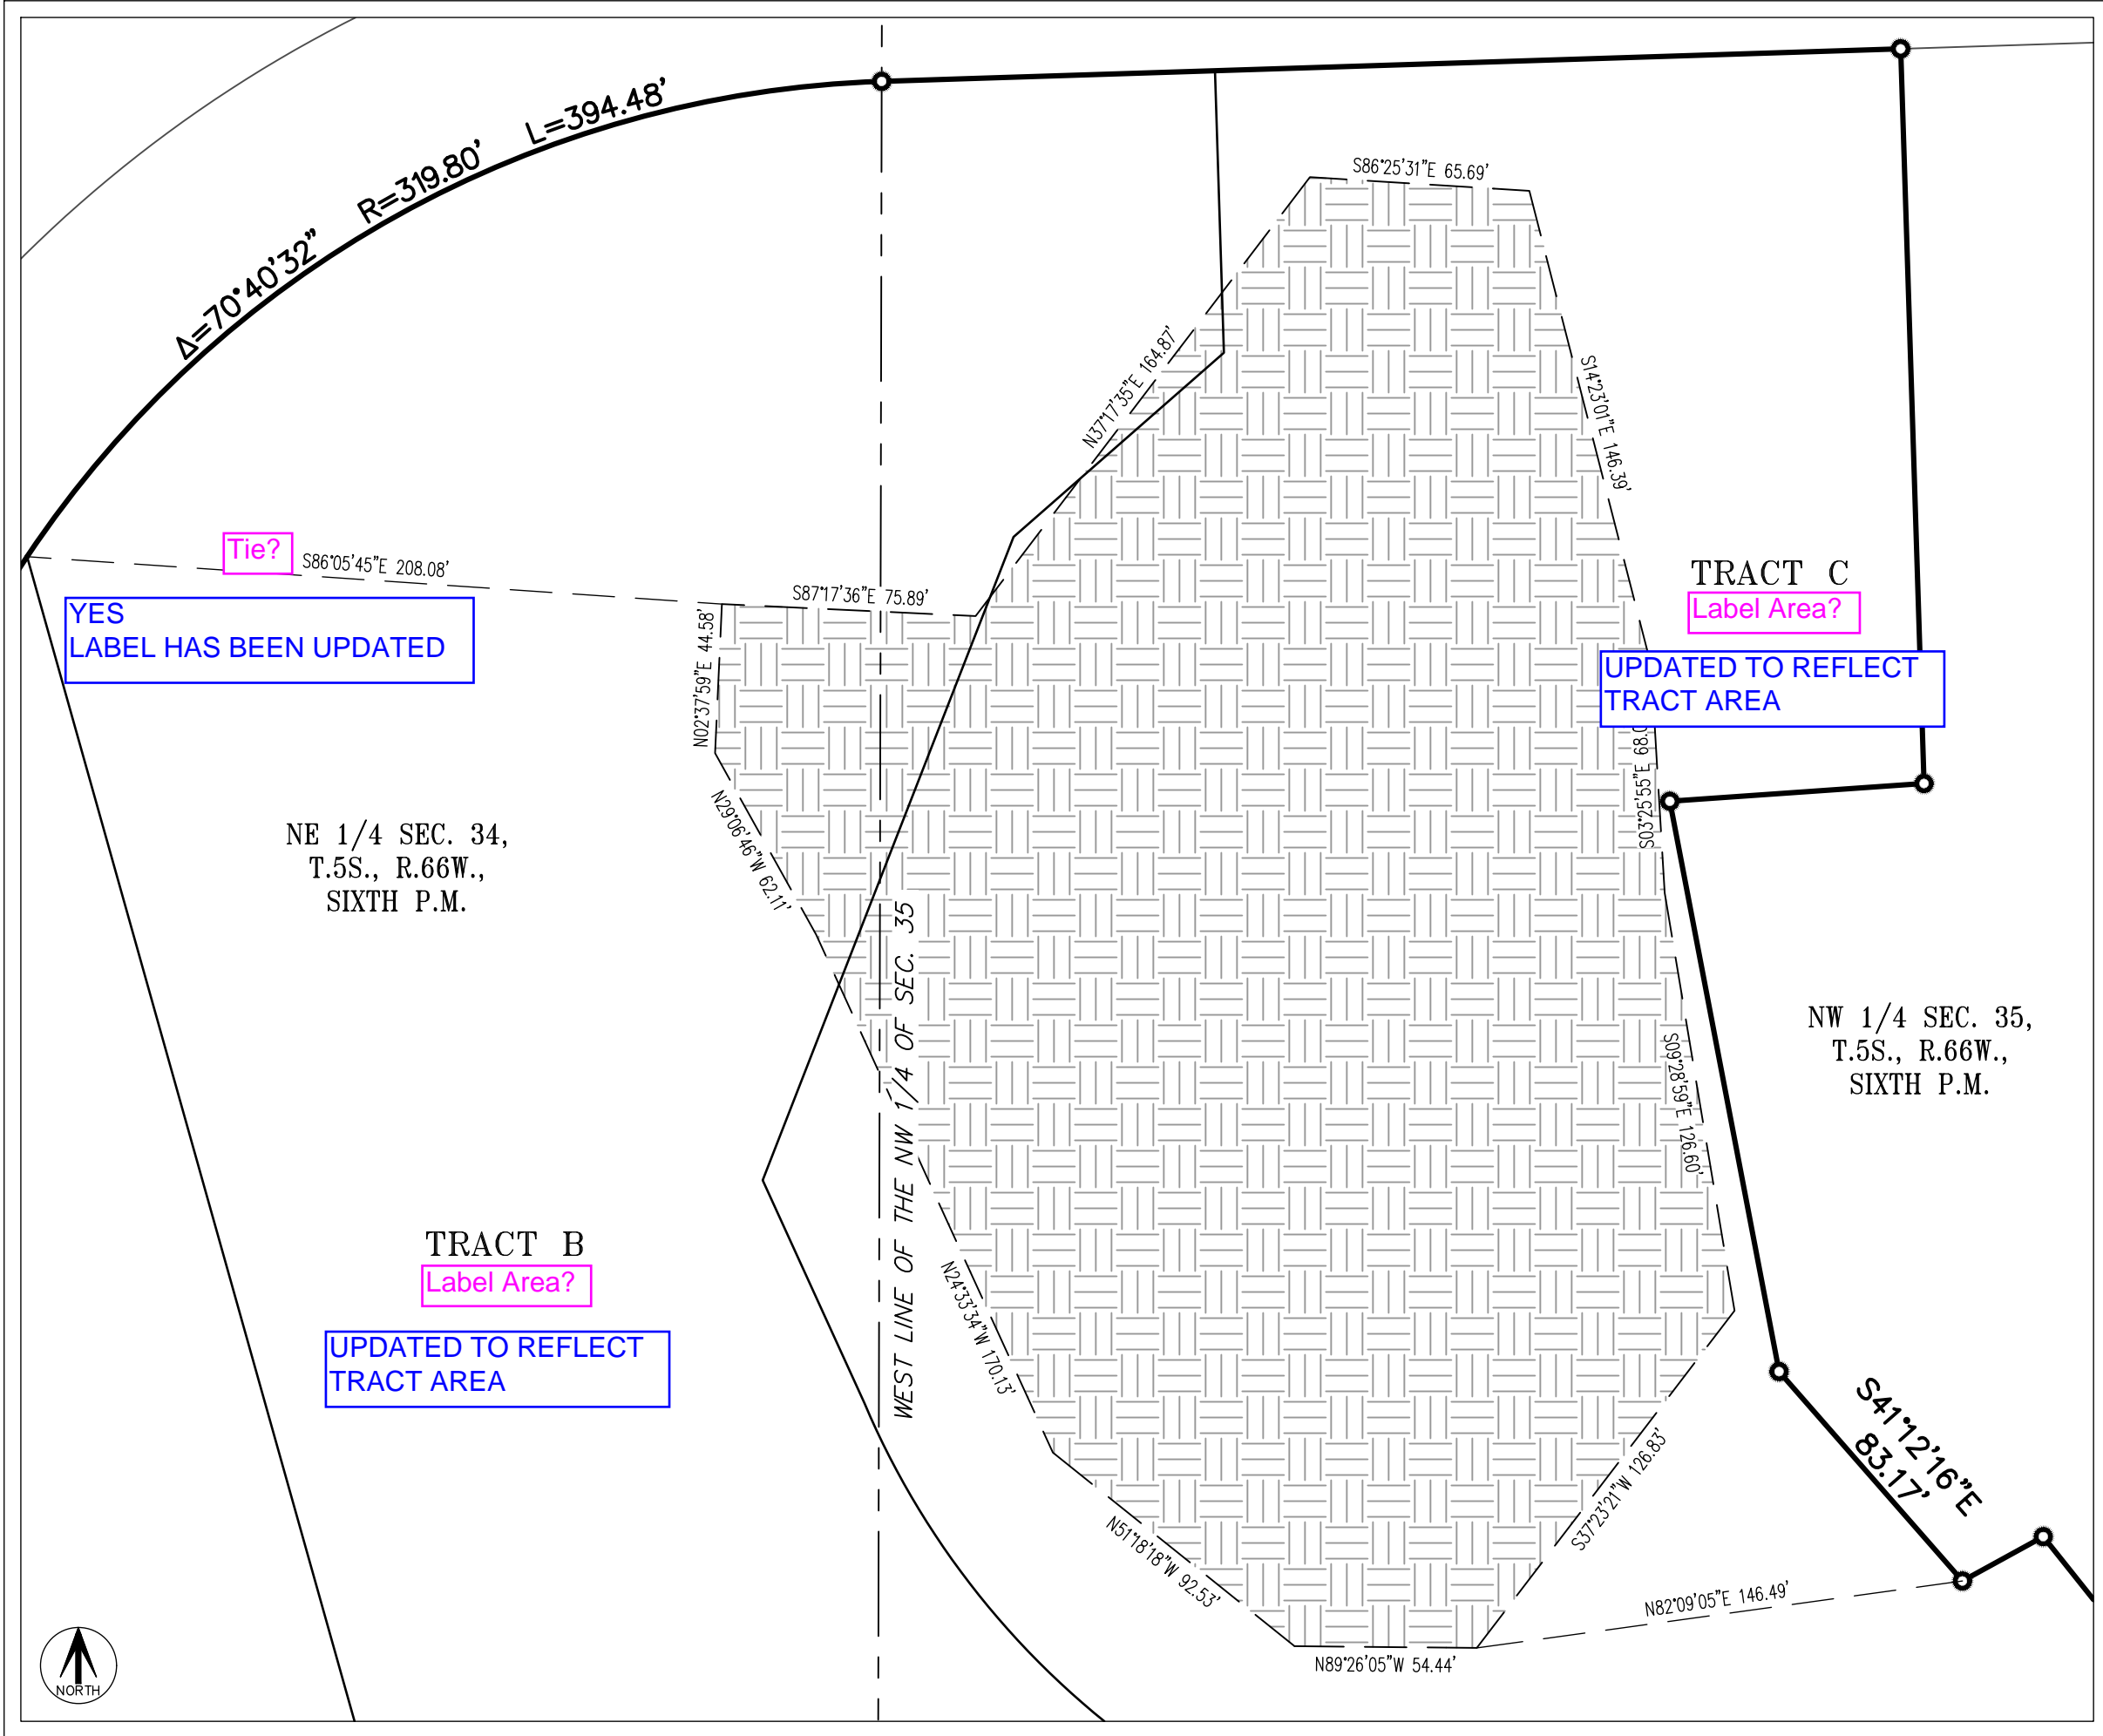 Δ=70°40'32" R=319.80' L=394.48'
S86°25'31"E 65.69'
N37°17'35"E 164.87'
S14°23'01"E 146.39'
Tie?
S86°05'45"E 208.08'
YES
LABEL HAS BEEN UPDATED
S87°17'36"E 75.89'
N02°37'59"E 44.58'
TRACT C
Label Area?
UPDATED TO REFLECT
TRACT AREA
S03°25'55"E
N29°06'46"W 62.11'
NE 1/4 SEC. 34,
T.5S., R.66W.,
SIXTH P.M.
WEST LINE OF THE NW 1/4 OF SEC. 35
NW 1/4 SEC. 35,
T.5S., R.66W.,
SIXTH P.M.
S09°28'59"E 126.60'
TRACT B
Label Area?
UPDATED TO REFLECT
TRACT AREA
N24°33'34"W 170.13'
S41°12'16"E
83.17'
S37°23'21"W 126.83'
N51°18'18"W 92.53'
N82°09'05"E 146.49'
N89°26'05"W 54.44'
NORTH